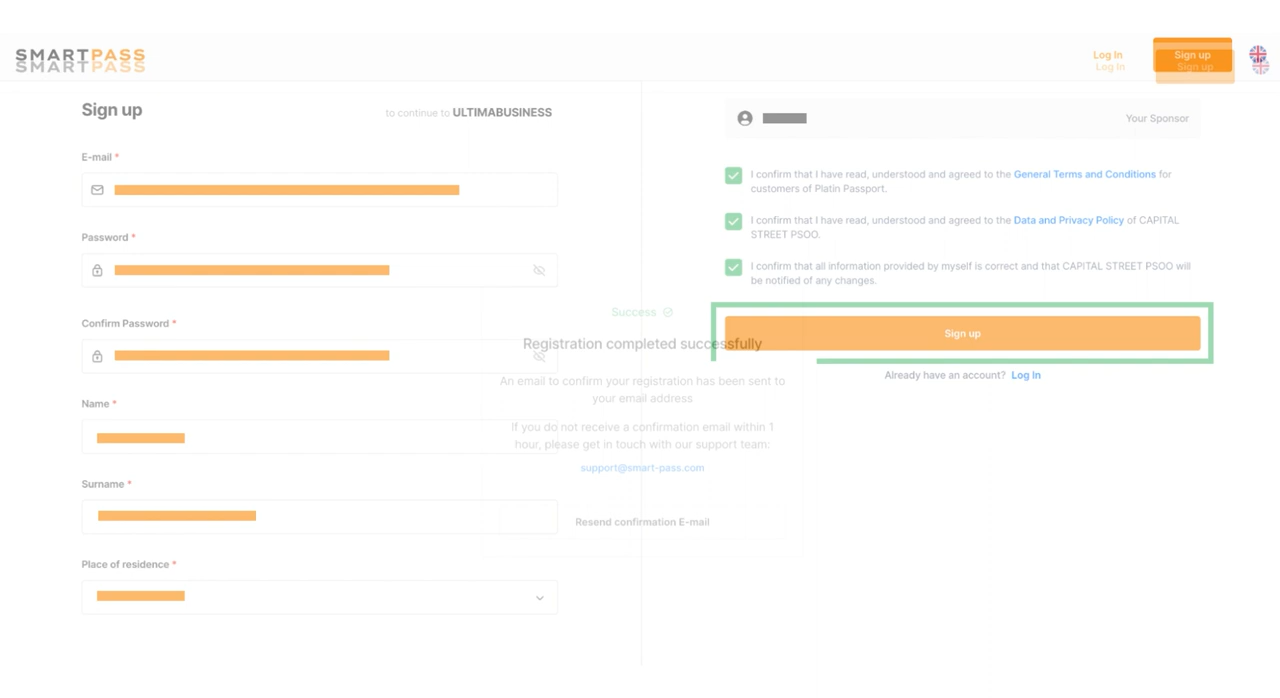 SMARTPASS
SMARTPASS
Log In
Log In
Sign up
Sign up
Sign up
to continue to ULTIMABUSINESS
E-mail *
Password *
Confirm Password *
Name *
Surname *
Place of residence *
Your Sponsor
I confirm that I have read, understood and agreed to the General Terms and Conditions for
customers of Platin Passport.
I confirm that I have read, understood and agreed to the Data and Privacy Policy of CAPITAL
STREET PSOO.
I confirm that all information provided by myself is correct and that CAPITAL STREET PSOO will
be notified of any changes.
Sign up
Already have an account? Log In
Success
Registration completed successfully
An email to confirm your registration has been sent to
your email address
If you do not receive a confirmation email within 1
hour, please get in touch with our support team:
support@smart-pass.com
Resend confirmation E-mail